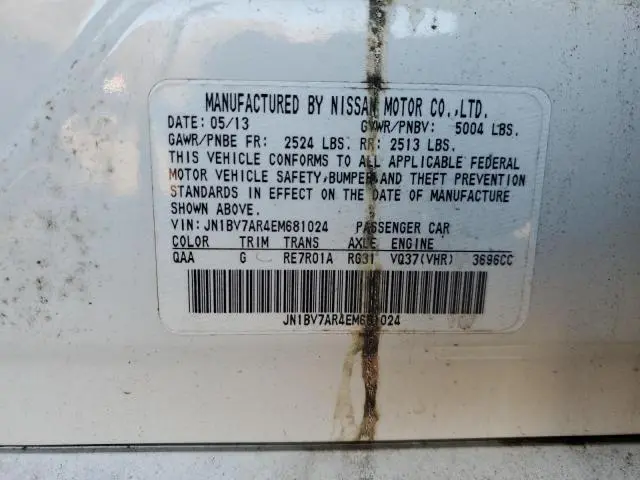 MANUFACTURED BY NISSAN MOTOR CO.,LTD.
DATE: 05/13 GVWR/PNBV: 5004 LBS.
GAWR/PNBE FR: 2524 LBS. RR: 2513 LBS.
THIS VEHICLE CONFORMS TO ALL APPLICABLE FEDERAL
MOTOR VEHICLE SAFETY,BUMPER AND THEFT PREVENTION
STANDARDS IN EFFECT ON THE DATE OF MANUFACTURE
SHOWN ABOVE.
VIN: JN1BV7AR4EM681024 PASSENGER CAR
COLOR TRIM TRANS AXLE ENGINE
QAA G RE7R01A RG31 VQ37(VHR) 3696CC
JN1BV7AR4EM681024